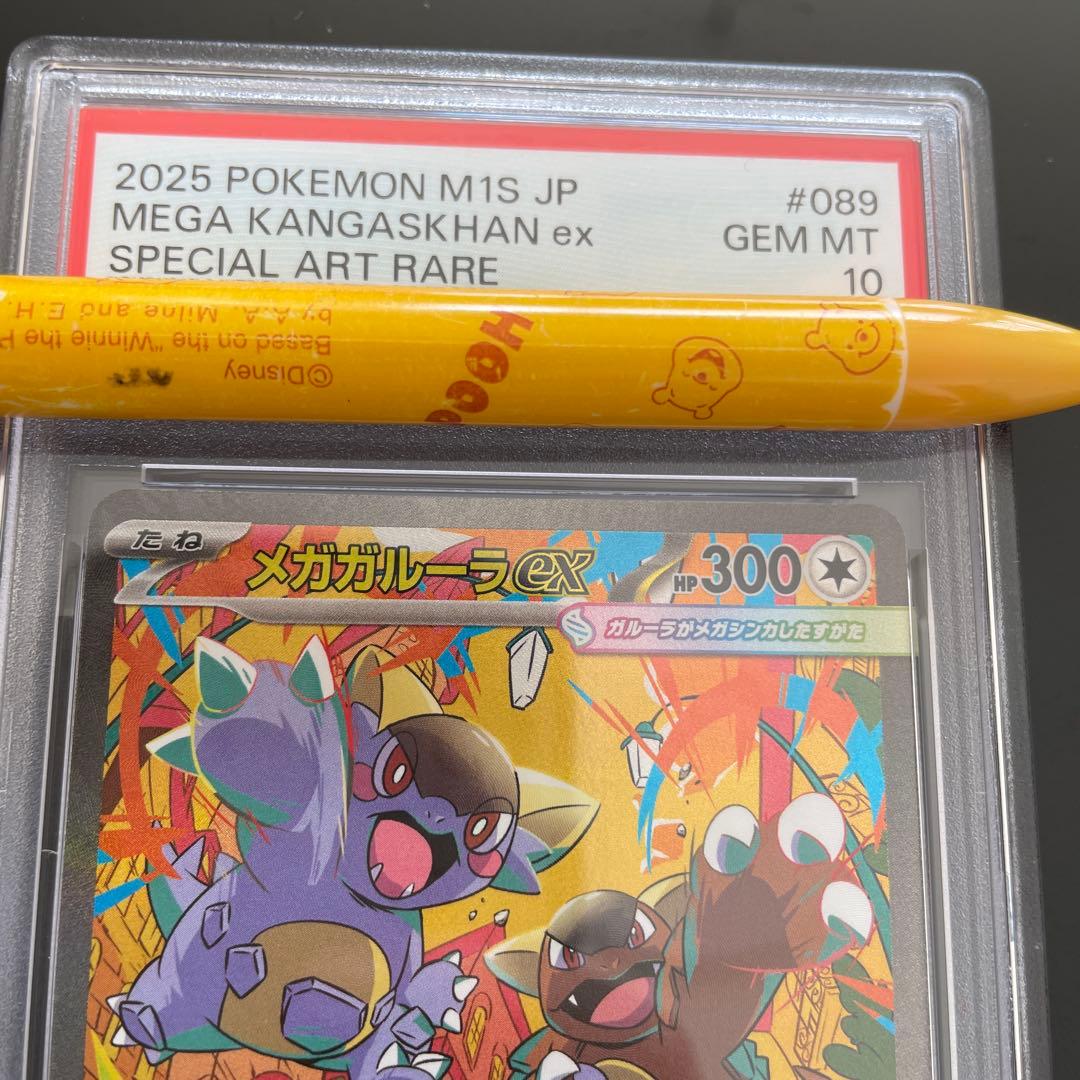 2025 POKEMON M1S JP
#089
MEGA KANGASKHAN ex
GEM MT
SPECIAL ART RARE
10
©Disney
Based on the "Winnie the P
by A.A. Milne and E.H.
HOO
たね
メガガルーラex
HP300
ガルーラがメガシンカしたすがた